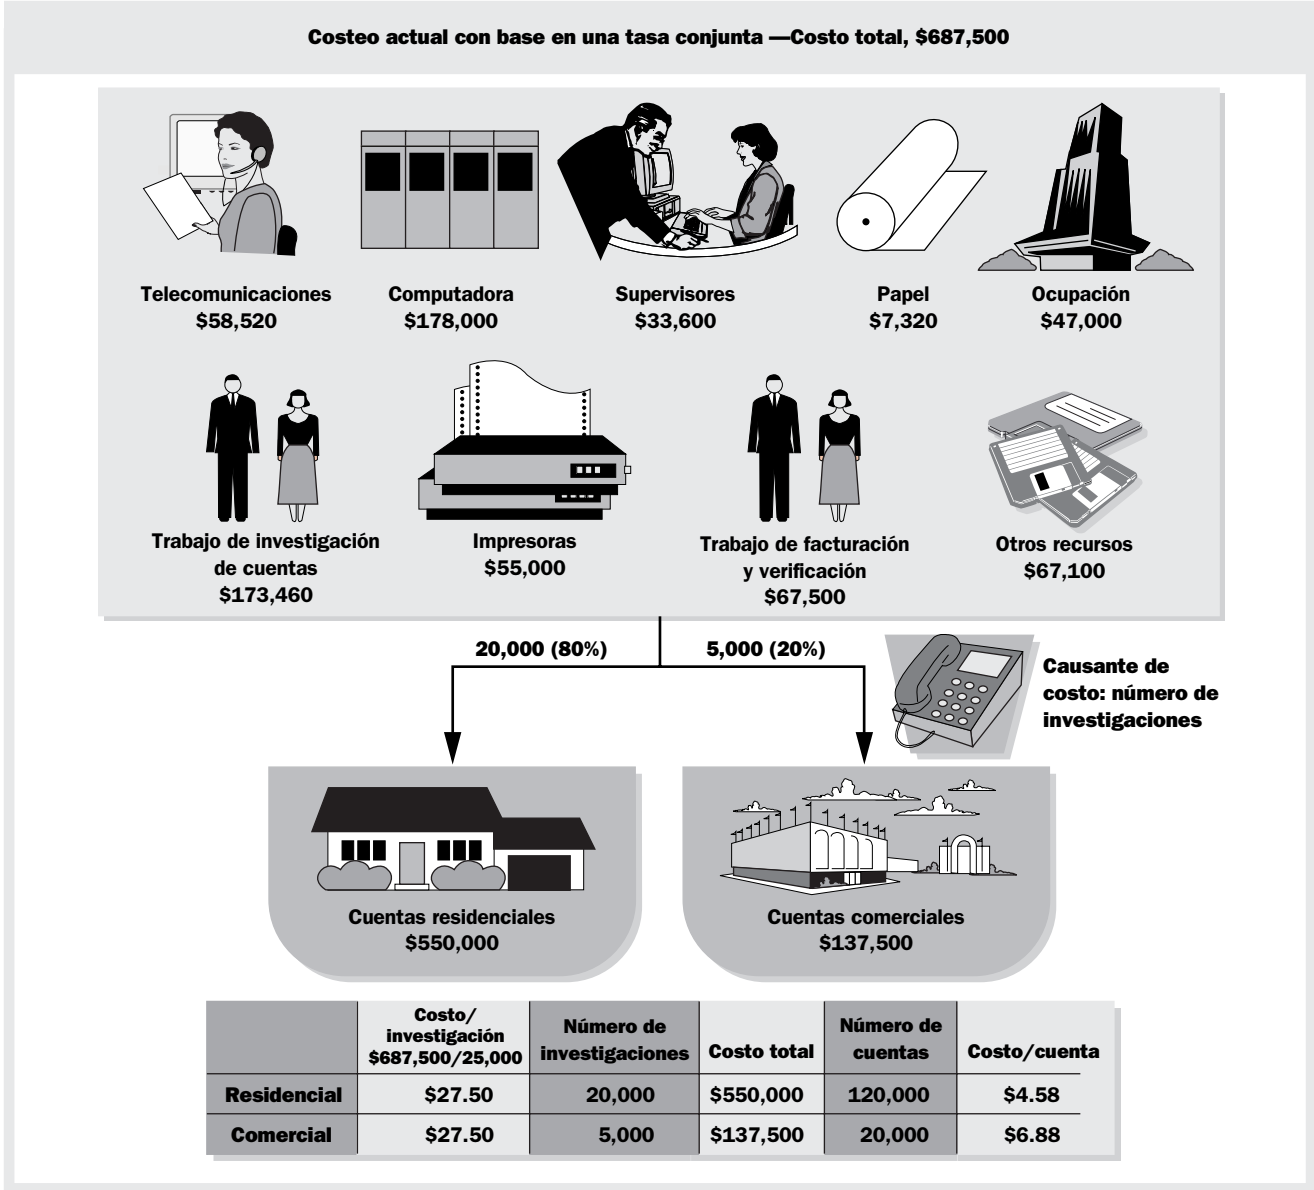 Costeo actual con base en una tasa conjunta —Costo total, $687,500
Telecomunicaciones
$58,520
Computadora
$178,000
Supervisores
$33,600
Papel
$7,320
Ocupación
$47,000
Trabajo de investigación
de cuentas
$173,460
Impresoras
$55,000
Trabajo de facturación
y verificación
$67,500
Otros recursos
$67,100
20,000 (80%)
5,000 (20%)
Causante de
costo: número de
investigaciones
Cuentas residenciales
$550,000
Cuentas comerciales
$137,500
Costo/
investigación
$687,500/25,000
Número de
investigaciones
Costo total
Número de
cuentas
Costo/cuenta
Residencial $27.50 20,000 $550,000 120,000 $4.58
Comercial $27.50 5,000 $137,500 20,000 $6.88